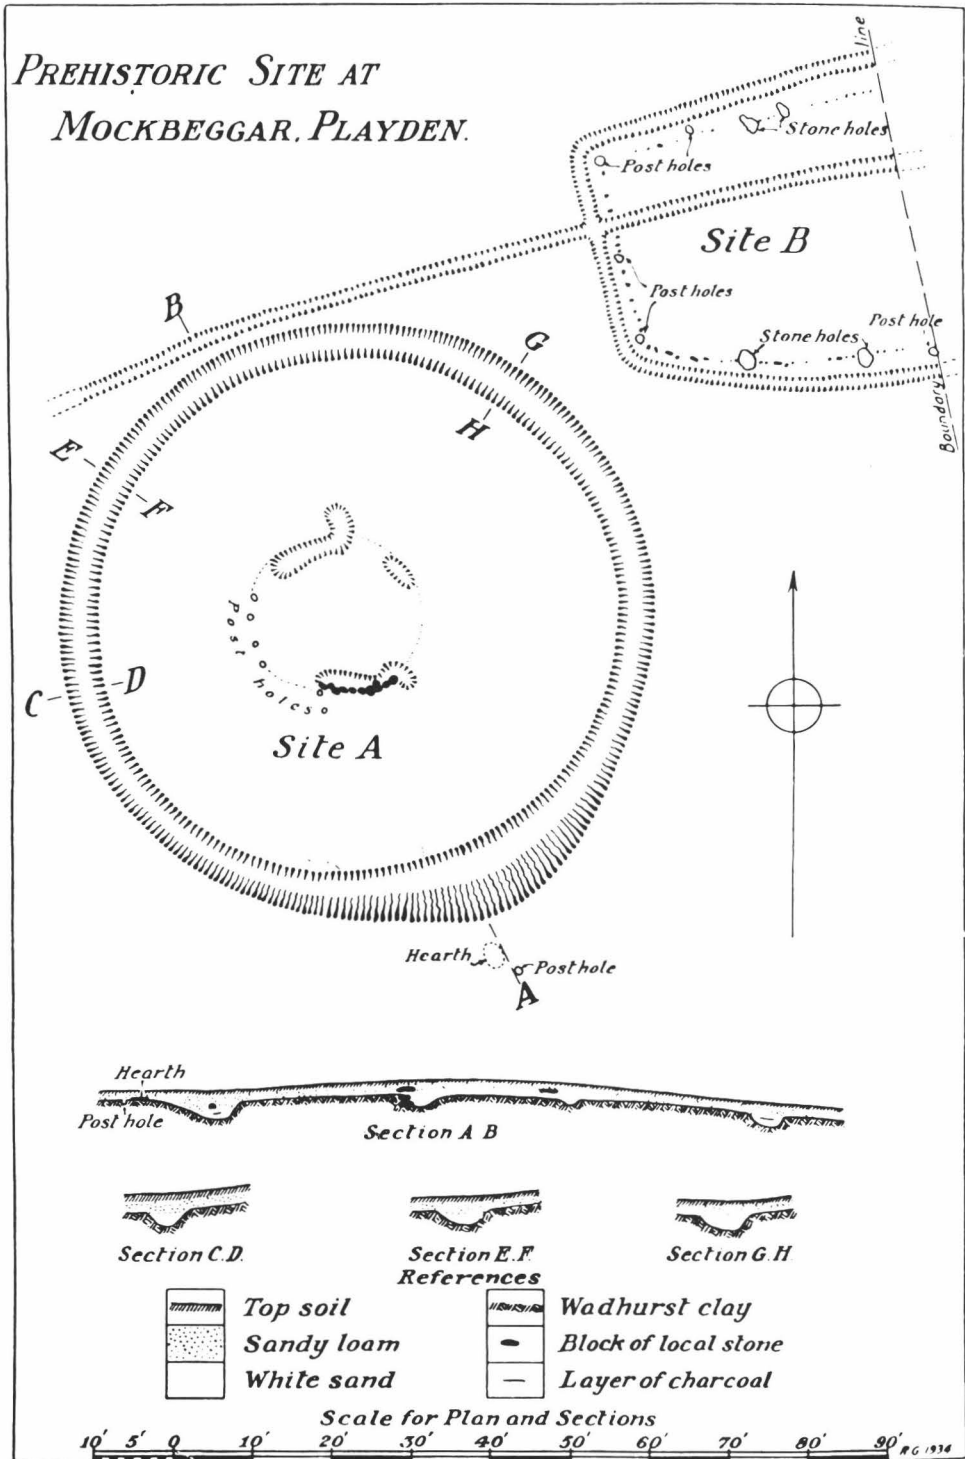 PREHISTORIC SITE AT
MOCKBEGGAR, PLAYDEN.
line
Stone holes
Post holes
Site B
Post holes
Post hole
Stone holes
Boundary
B
G
H
E
F
Post holes
D
C
Site A
Hearth
Post hole
A
Hearth
Post hole
Section A B
Section C.D.
Section E.F.
Section G.H.
References
Top soil
Wadhurst clay
Sandy loam
Block of local stone
White sand
Layer of charcoal
Scale for Plan and Sections
10' 5' 0 10' 20' 30' 40' 50' 60' 70' 80' 90'
RG 1934